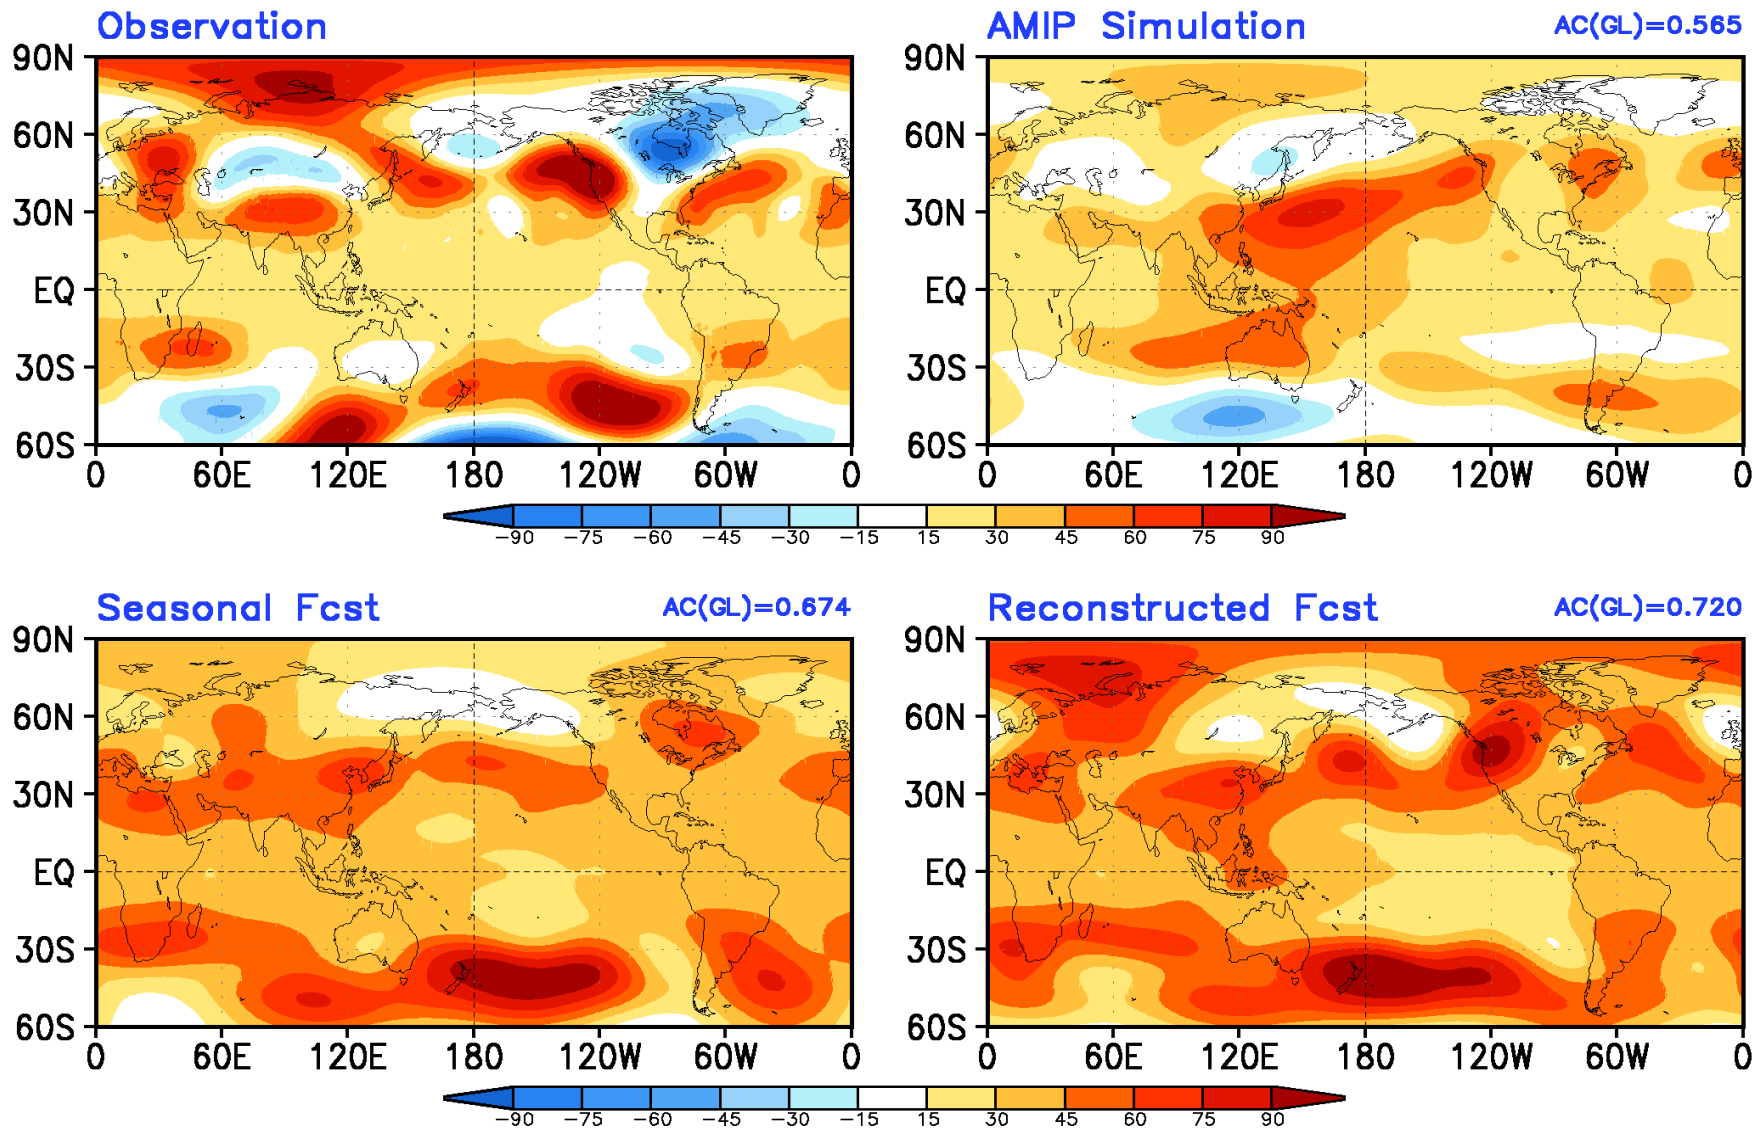 Observation
AMIP Simulation AC(GL)=0.565
90N 90N
60N 60N
30N 30N
EQ EQ
30S 30S
60S 60S
0 60E 120E 180 120W 60W 0 0 60E 120E 180 120W 60W 0
-90 -75 -60 -45 -30 -15 15 30 45 60 75 90
Seasonal Fcst AC(GL)=0.674
Reconstructed Fcst AC(GL)=0.720
90N 90N
60N 60N
30N 30N
EQ EQ
30S 30S
60S 60S
0 60E 120E 180 120W 60W 0 0 60E 120E 180 120W 60W 0
-90 -75 -60 -45 -30 -15 15 30 45 60 75 90